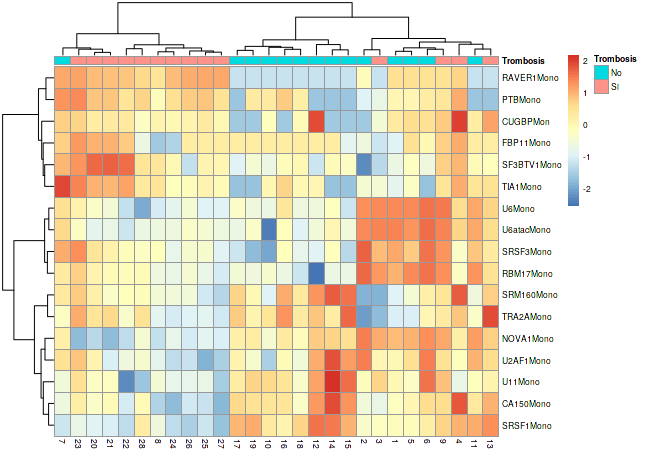 Trombosis
RAVER1Mono
PTBMono
CUGBPMon
FBP11Mono
SF3BTV1Mono
TIA1Mono
U6Mono
U6atacMono
SRSF3Mono
RBM17Mono
SRM160Mono
TRA2AMono
NOVA1Mono
U2AF1Mono
U11Mono
CA150Mono
SRSF1Mono
7 23 20 21 22 28 8 24 26 25 27 17 19 10 16 18 12 14 15 2 3 1 5 6 9 4 11 13
2
1
0
-1
-2
Trombosis
No
SI